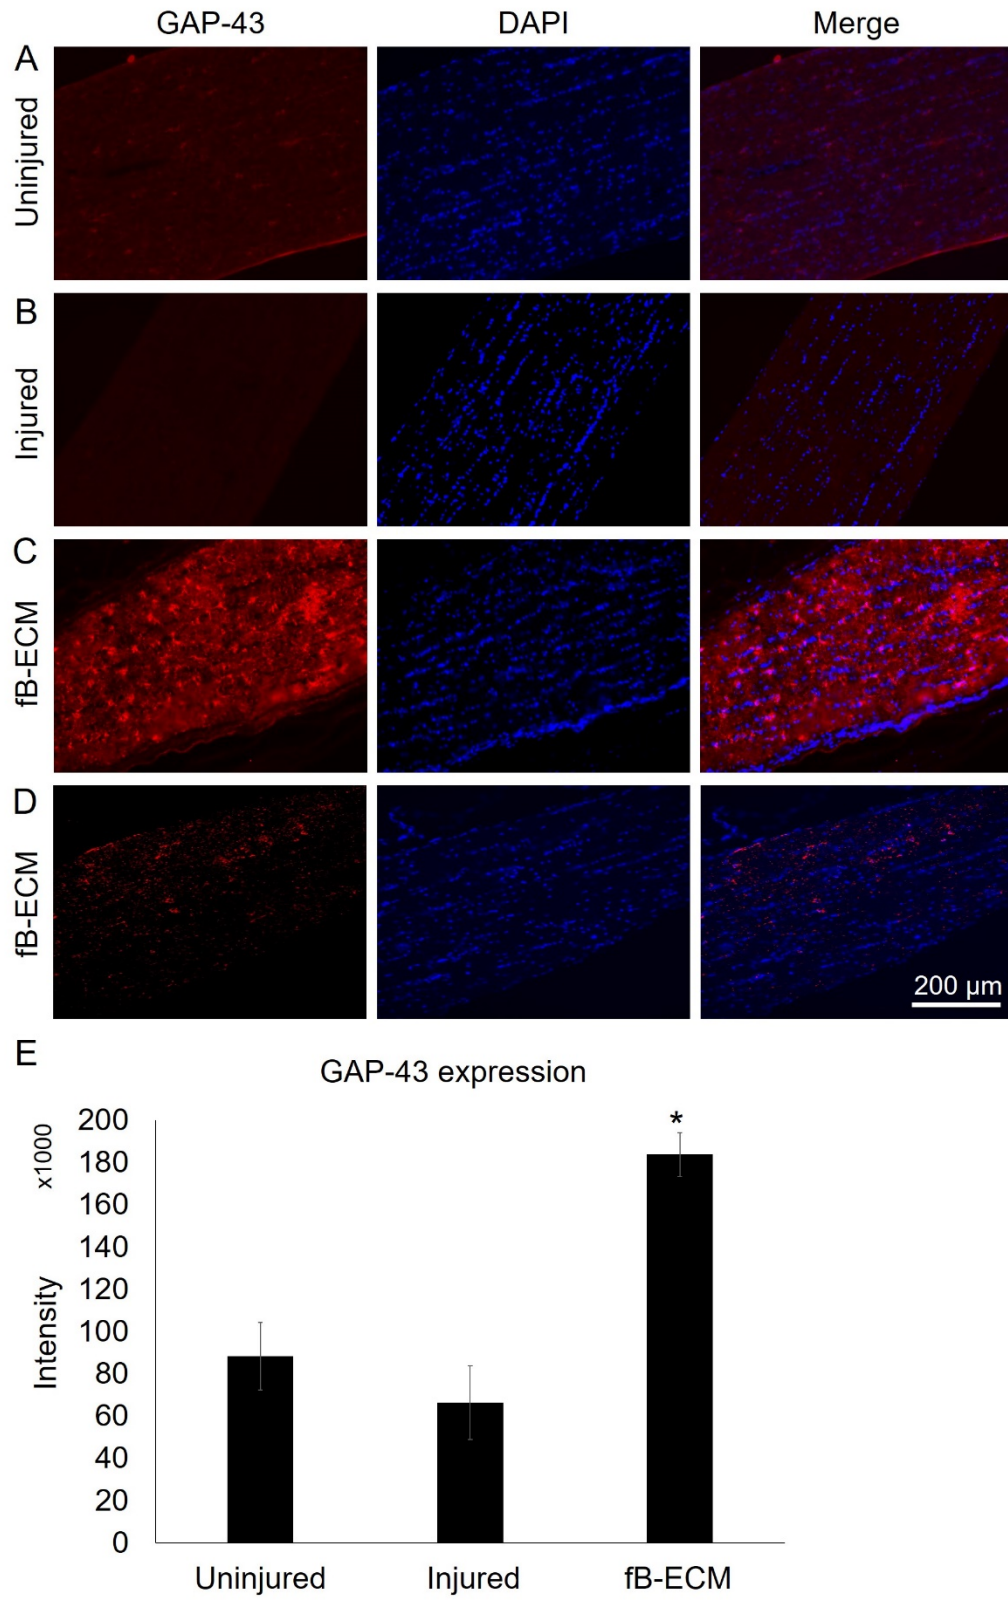 GAP-43 DAPI Merge
A
Uninjured
B
Injured
C
fB-ECM
D
fB-ECM
200 µm
E
GAP-43 expression
*
x1000
Intensity
200
180
160
140
120
100
80
60
40
20
0
Uninjured Injured fB-ECM